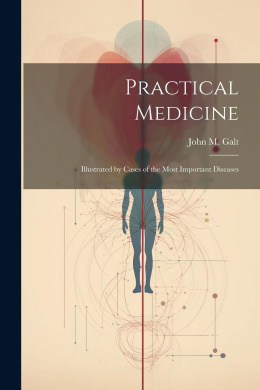 Practical
Medicine
John M. Galt
Illustrated by Cases of the Most Important Diseases